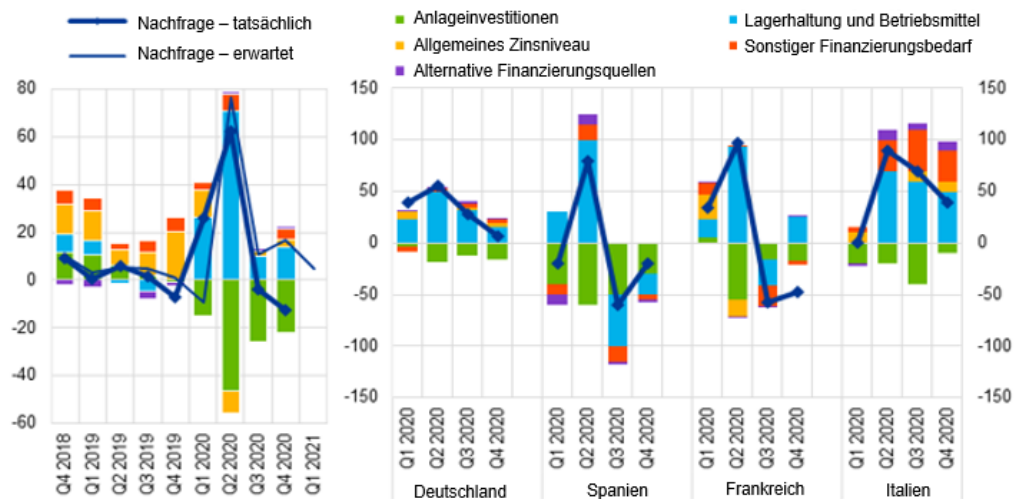 Nachfrage – tatsächlich
Nachfrage – erwartet
Anlageinvestitionen
Lagerhaltung und Betriebsmittel
Allgemeines Zinsniveau
Sonstiger Finanzierungsbedarf
Alternative Finanzierungsquellen
80
60
40
20
0
-20
-40
-60
Q4 2018
Q1 2019
Q2 2019
Q3 2019
Q4 2019
Q1 2020
Q2 2020
Q3 2020
Q4 2020
Q1 2021
150
100
50
0
-50
-100
-150
150
100
50
0
-50
-100
-150
Q1 2020
Q2 2020
Q3 2020
Q4 2020
Q1 2020
Q2 2020
Q3 2020
Q4 2020
Q1 2020
Q2 2020
Q3 2020
Q4 2020
Q1 2020
Q2 2020
Q3 2020
Q4 2020
Deutschland
Spanien
Frankreich
Italien